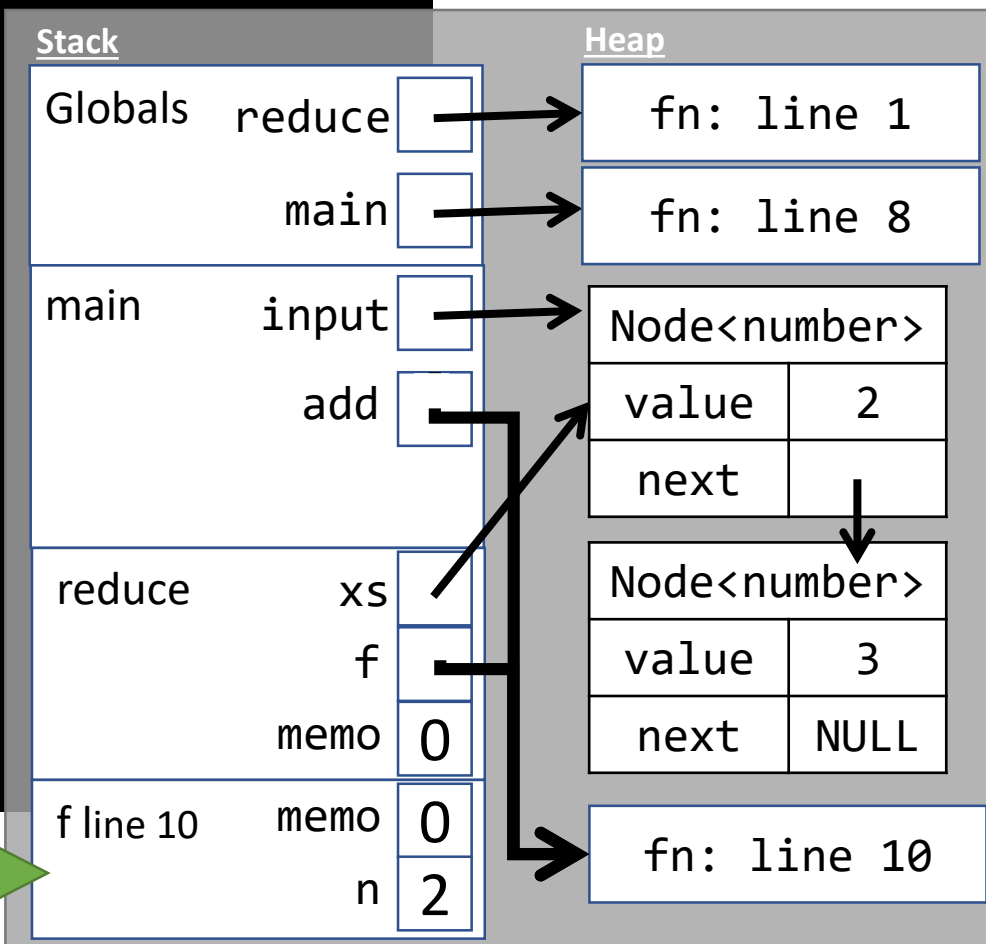 Stack
Heap
Globals reduce
fn: line 1
main
fn: line 8
main input
Node<number>
add
value 2
next
reduce xs
Node<number>
f
value 3
memo 0
next NULL
f line 10 memo 0
fn: line 10
n 2